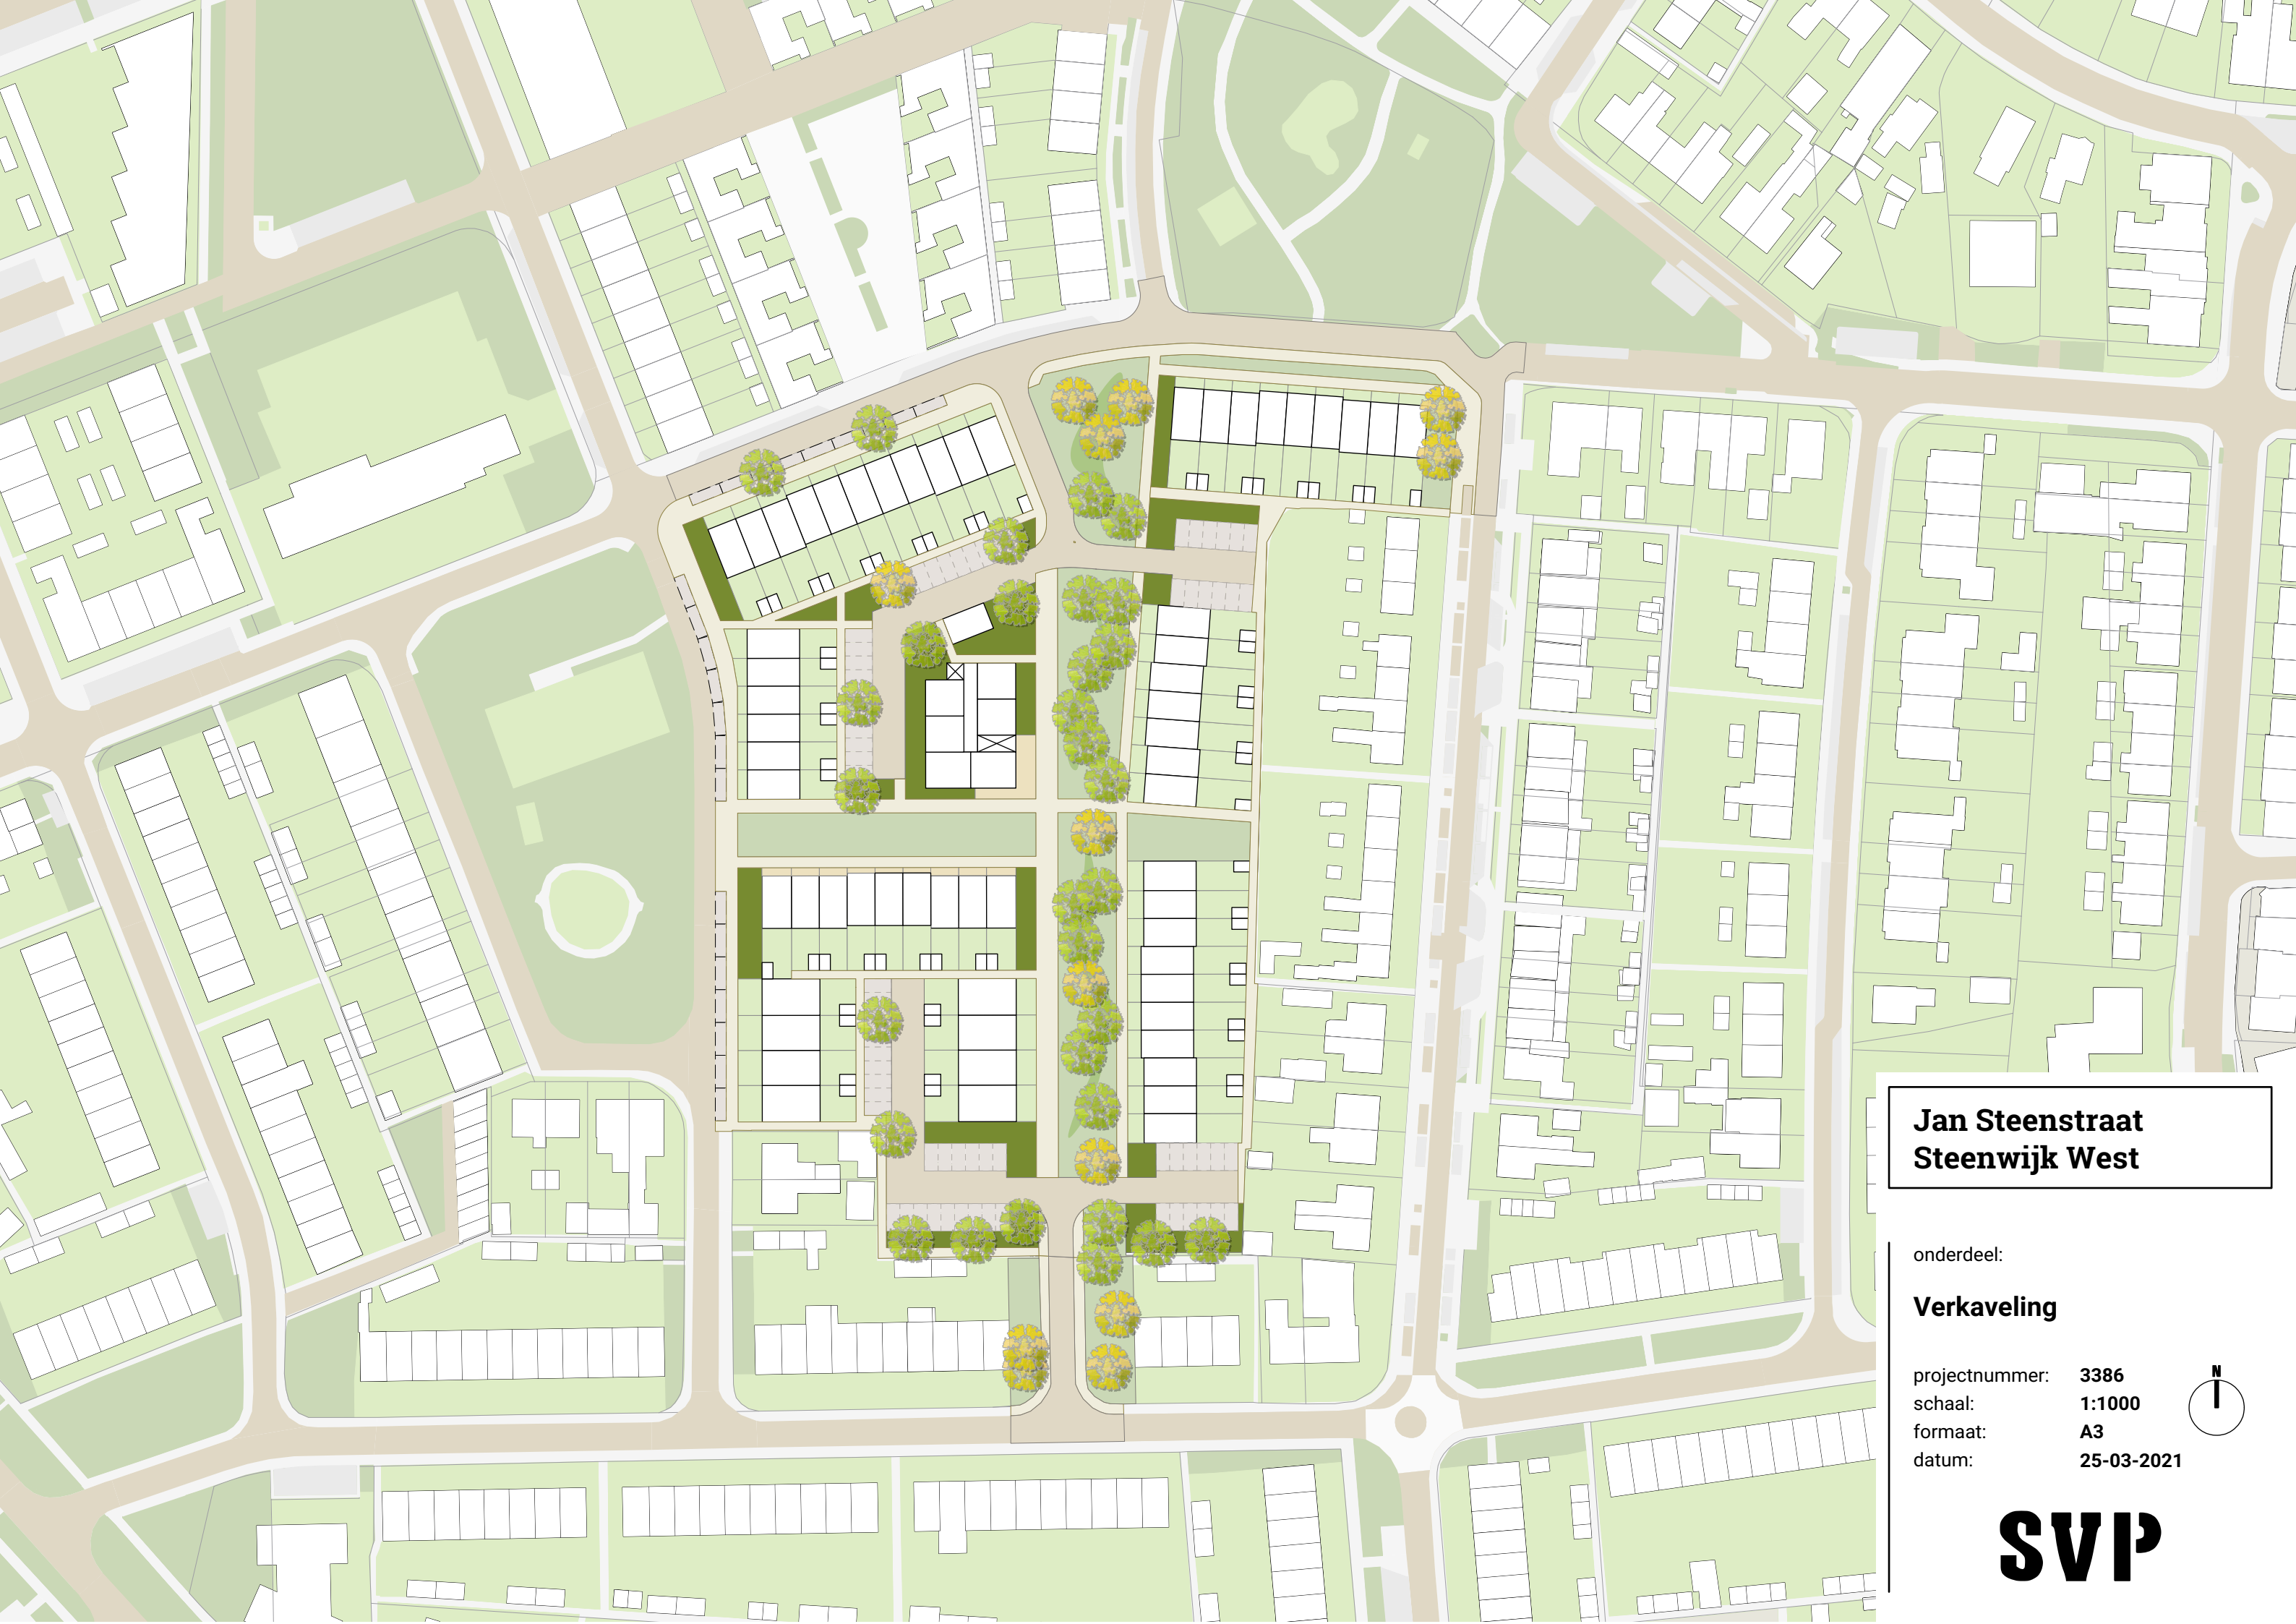 Jan Steenstraat
Steenwijk West
onderdeel:
Verkaveling
projectnummer: 3386
schaal: 1:1000
formaat: A3
datum: 25-03-2021
N
SVP